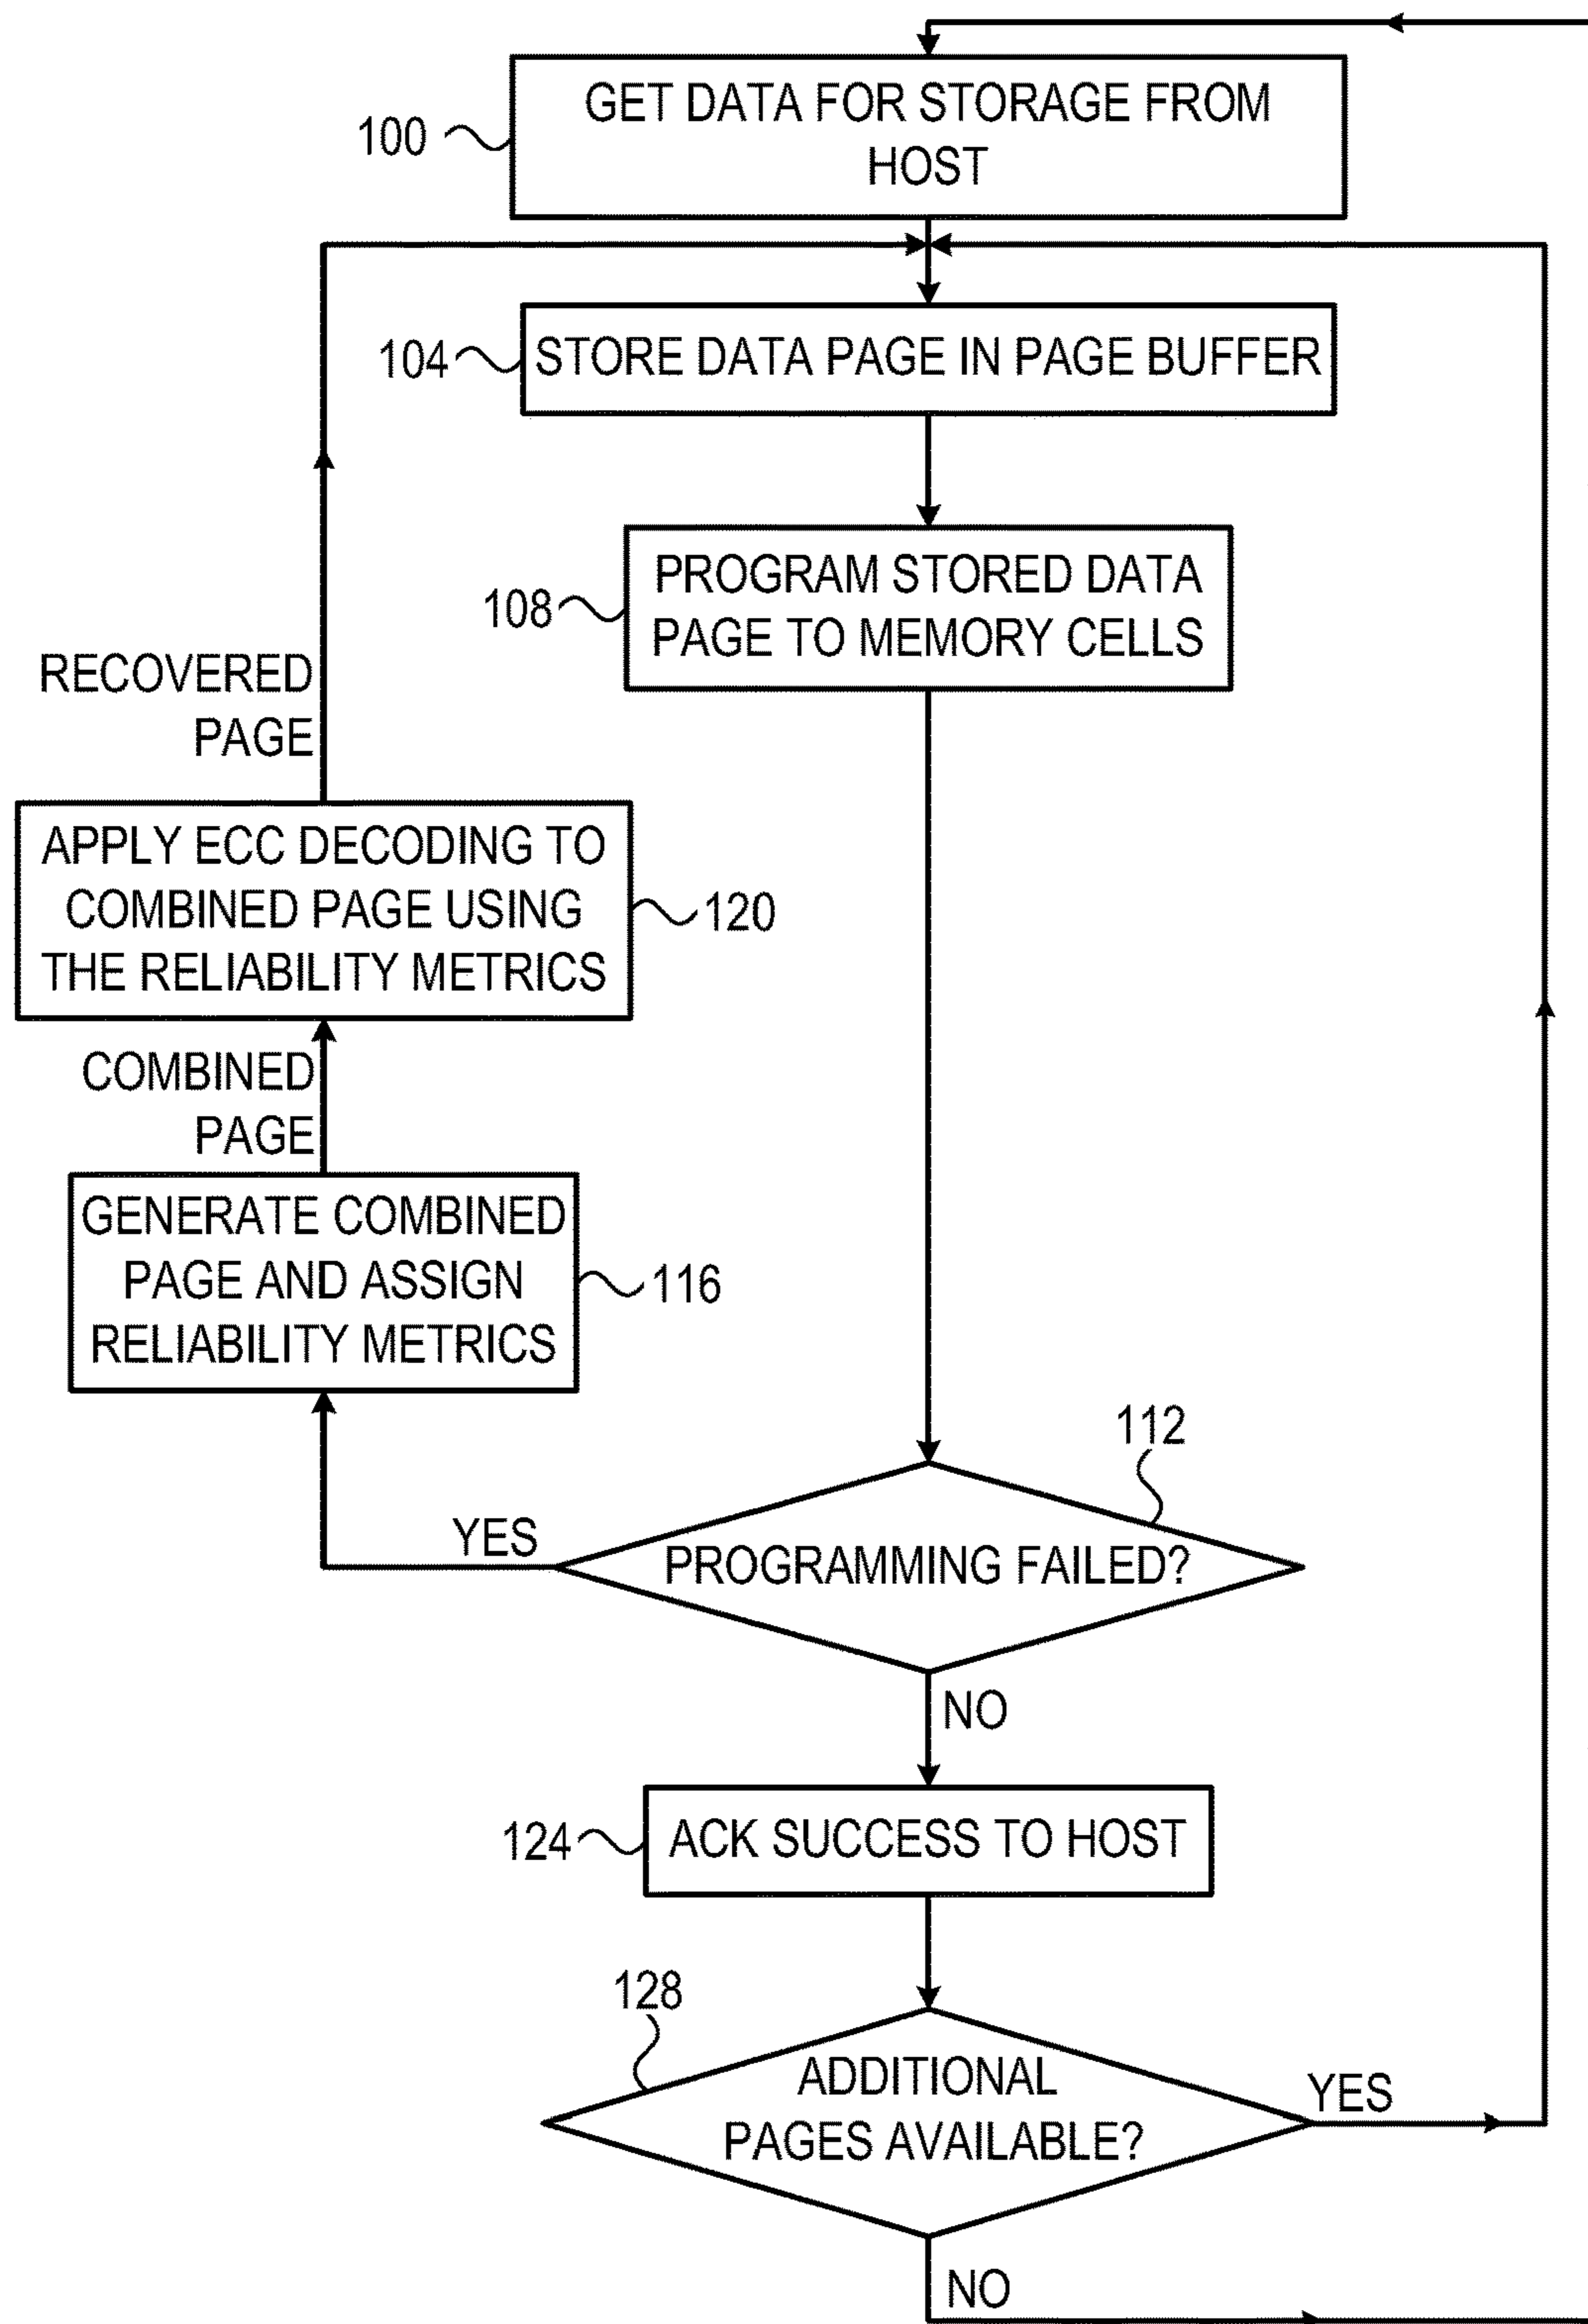 GET DATA FOR STORAGE FROM
HOST
100
STORE DATA PAGE IN PAGE BUFFER
104
PROGRAM STORED DATA
PAGE TO MEMORY CELLS
108
RECOVERED
PAGE
APPLY ECC DECODING TO
COMBINED PAGE USING
THE RELIABILITY METRICS
120
COMBINED
PAGE
GENERATE COMBINED
PAGE AND ASSIGN
RELIABILITY METRICS
116
112
YES
PROGRAMMING FAILED?
NO
124
ACK SUCCESS TO HOST
128
ADDITIONAL
PAGES AVAILABLE?
YES
NO